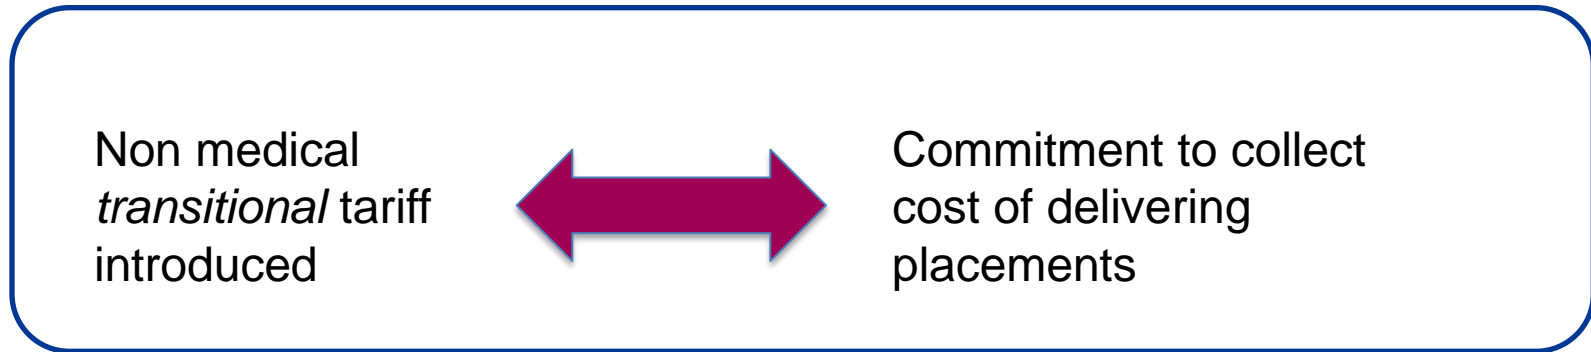 Non medical
transitional tariff
introduced
Commitment to collect
cost of delivering
placements